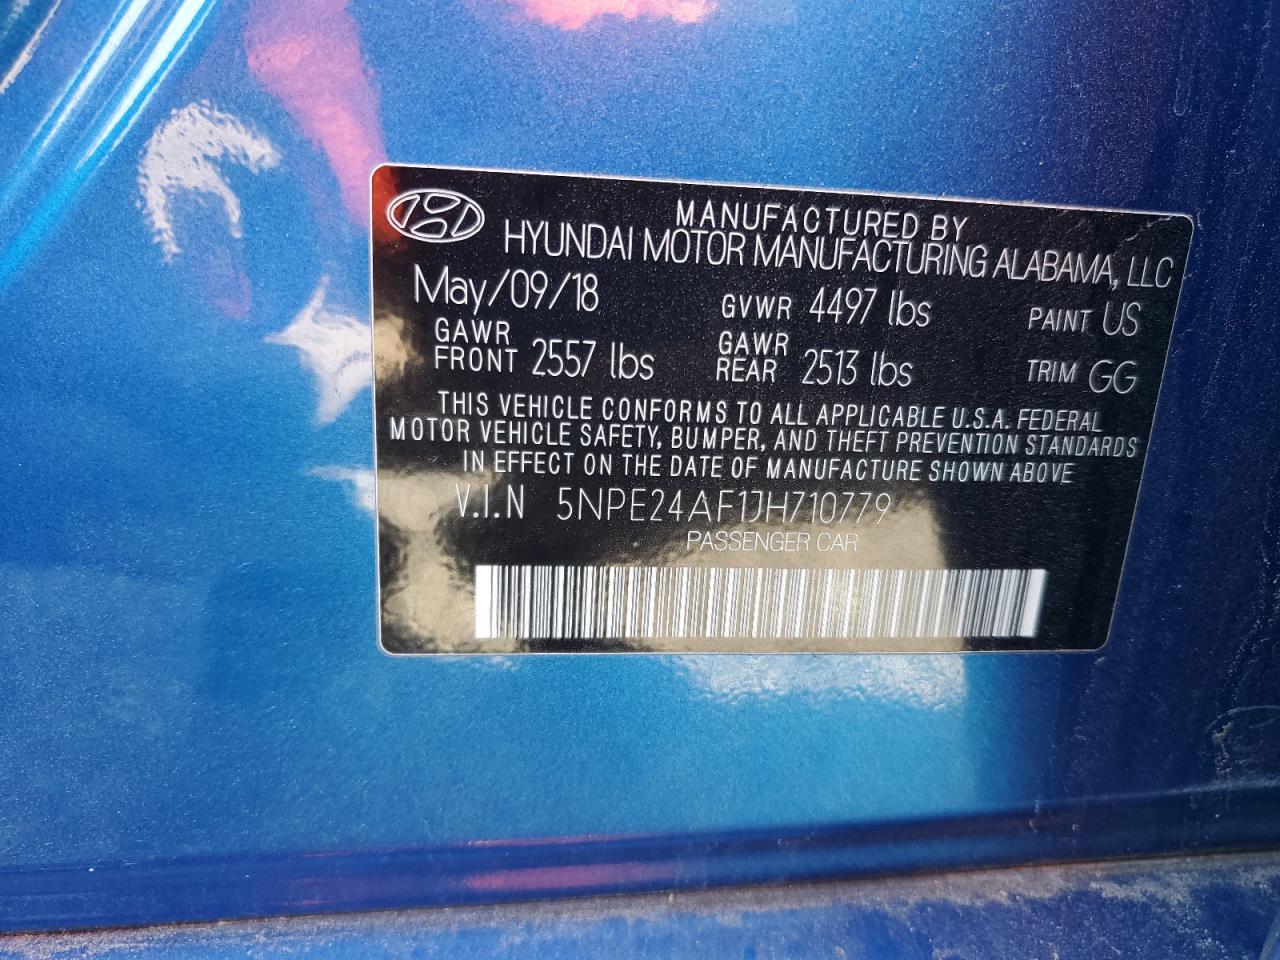 MANUFACTURED BY
HYUNDAI MOTOR MANUFACTURING ALABAMA, LLC
May/09/18 GVWR 4497 lbs PAINT US
GAWR FRONT 2557 lbs GAWR REAR 2513 lbs TRIM GG
THIS VEHICLE CONFORMS TO ALL APPLICABLE U.S.A. FEDERAL
MOTOR VEHICLE SAFETY, BUMPER, AND THEFT PREVENTION STANDARDS
IN EFFECT ON THE DATE OF MANUFACTURE SHOWN ABOVE
V.I.N 5NPE24AF1JH710779
PASSENGER CAR